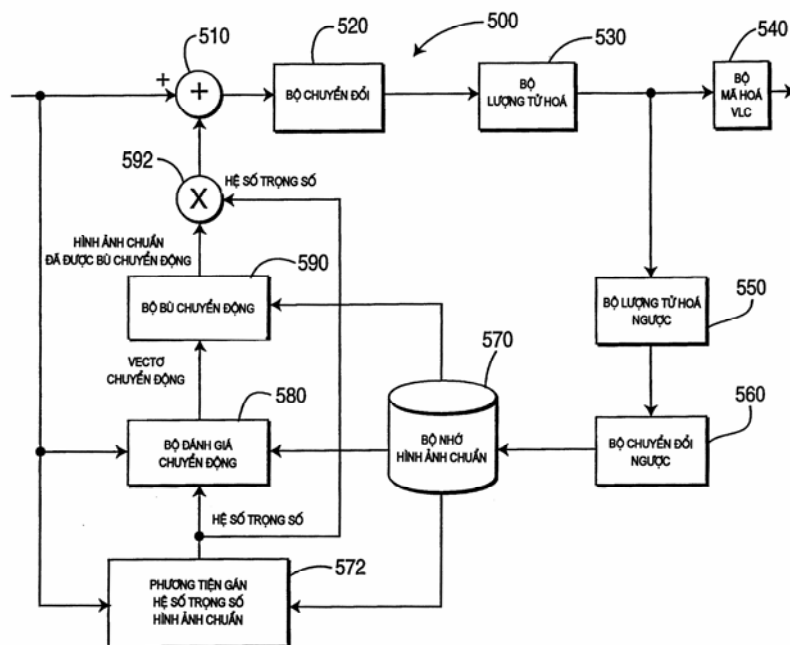 510
520
500
530
540
+
+
BỘ CHUYỂN ĐỔI
BỘ
LƯỢNG TỬ HOÁ
BỘ
MÃ HOÁ
VLC
592
X
HỆ SỐ TRỌNG SỐ
HÌNH ẢNH CHUẨN
ĐÃ ĐƯỢC BÙ CHUYỂN ĐỘNG
590
BỘ BÙ CHUYỂN ĐỘNG
BỘ LƯỢNG TỬ HOÁ
NGƯỢC
550
VECTƠ
CHUYỂN ĐỘNG
580
570
BỘ ĐÁNH GIÁ
CHUYỂN ĐỘNG
BỘ NHỚ
HÌNH ẢNH CHUẨN
560
BỘ CHUYỂN ĐỔI
NGƯỢC
HỆ SỐ TRỌNG SỐ
572
PHƯƠNG TIỆN GÁN
HỆ SỐ TRỌNG SỐ
HÌNH ẢNH CHUẨN